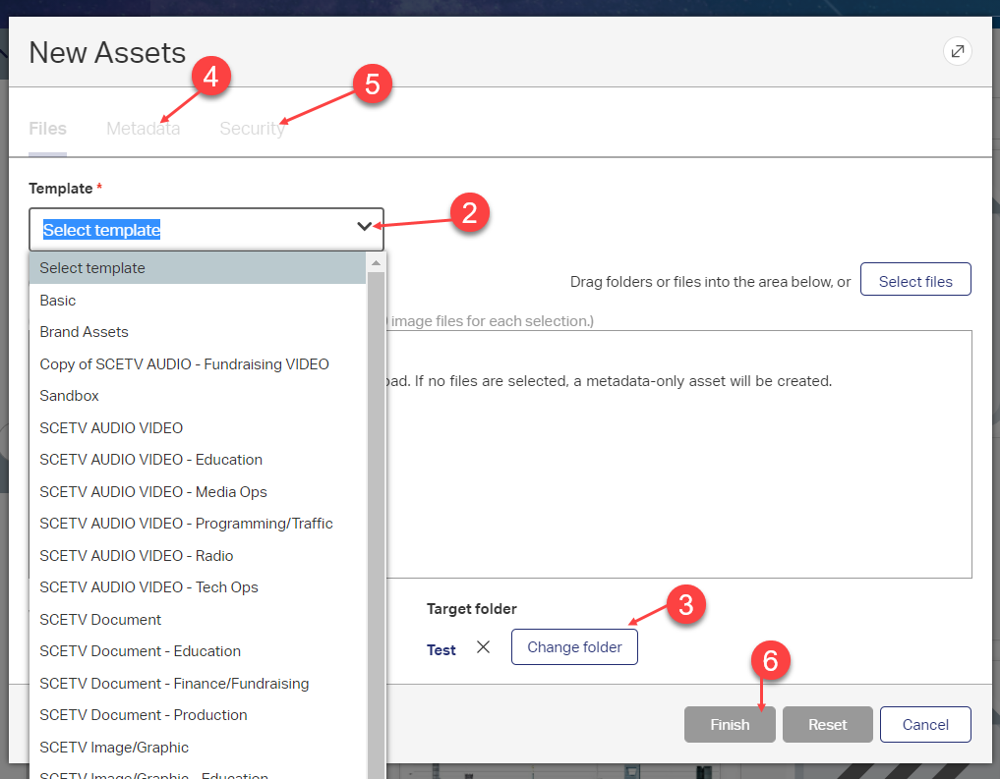 New Assets
4
5
Files Metadata Security
Template *
Select template
2
Select template
Basic
Brand Assets
Copy of SCETV AUDIO - Fundraising VIDEO
Sandbox
SCETV AUDIO VIDEO
SCETV AUDIO VIDEO - Education
SCETV AUDIO VIDEO - Media Ops
SCETV AUDIO VIDEO - Programming/Traffic
SCETV AUDIO VIDEO - Radio
SCETV AUDIO VIDEO - Tech Ops
SCETV Document
SCETV Document - Education
SCETV Document - Finance/Fundraising
SCETV Document - Production
SCETV Image/Graphic
SCETV Image/Graphic - Education
Drag folders or files into the area below, or Select files
image files for each selection.)
If no files are selected, a metadata-only asset will be created.
Target folder
3
Test Change folder
6
Finish Reset Cancel